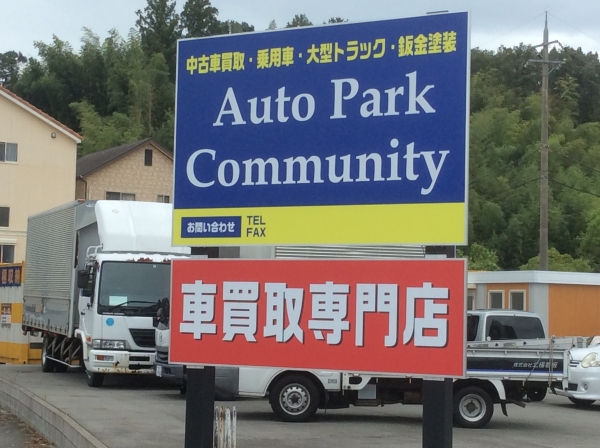 中古車買取・乗用車・大型トラック・鈑金塗装
Auto Park
Community
お問い合わせ TEL
FAX
車買取専門店